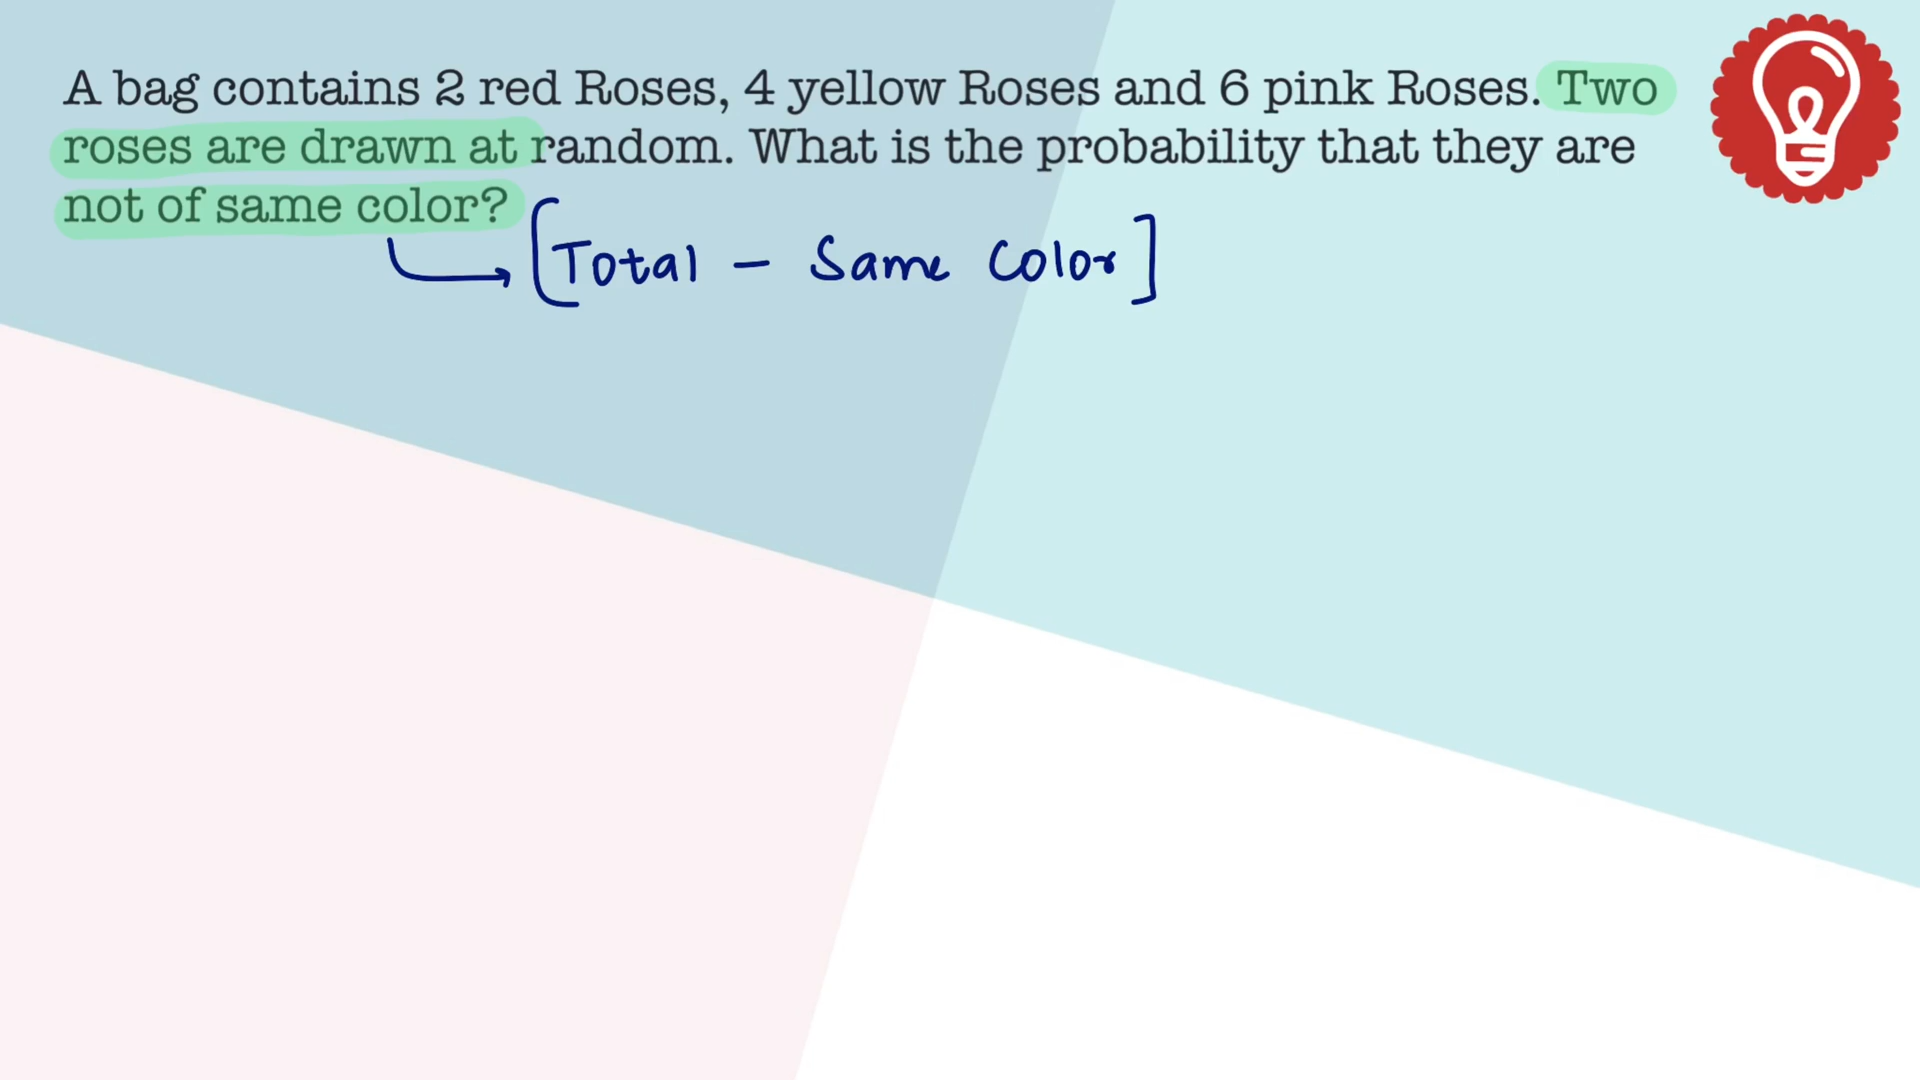 A bag contains 2 red Roses, 4 yellow Roses and 6 pink Roses. Two
roses are drawn at random. What is the probability that they are
not of same color?
[Total - Same Color]